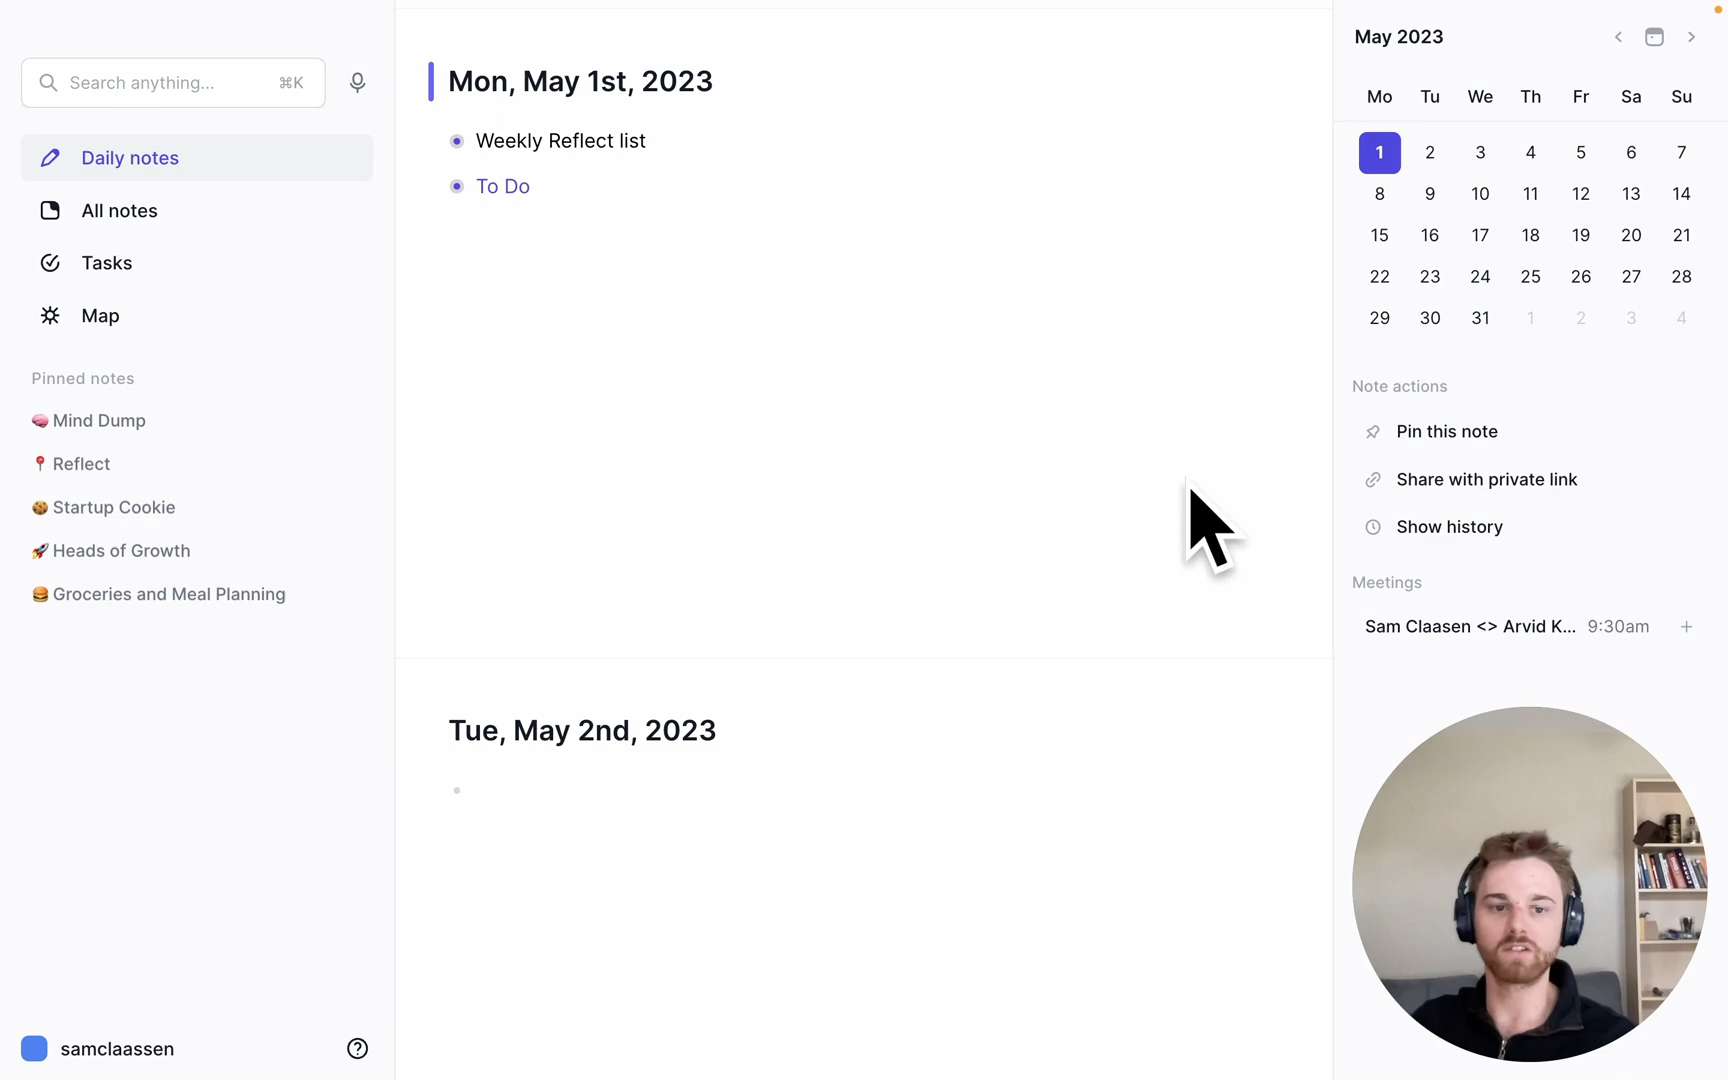 Search anything... ⌘K
Daily notes
All notes
Tasks
Map
Pinned notes
🧠 Mind Dump
📍 Reflect
🍪 Startup Cookie
🚀 Heads of Growth
🍔 Groceries and Meal Planning
samclaassen
Mon, May 1st, 2023
Weekly Reflect list
To Do
Tue, May 2nd, 2023
May 2023
Mo Tu We Th Fr Sa Su
1 2 3 4 5 6 7
8 9 10 11 12 13 14
15 16 17 18 19 20 21
22 23 24 25 26 27 28
29 30 31 1 2 3 4
Note actions
Pin this note
Share with private link
Show history
Meetings
Sam Claasen <> Arvid K... 9:30am +